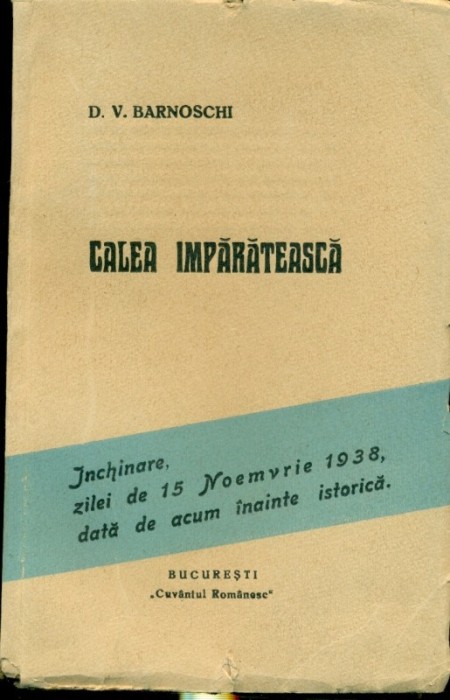 D. V. BARNOSCHI
CALEA IMPĂRĂTEASCĂ
Inchinare,
zilei de 15 Noemvrie 1938,
dată de acum înainte istorică.
BUCUREȘTI
„Cuvântul Românesc“